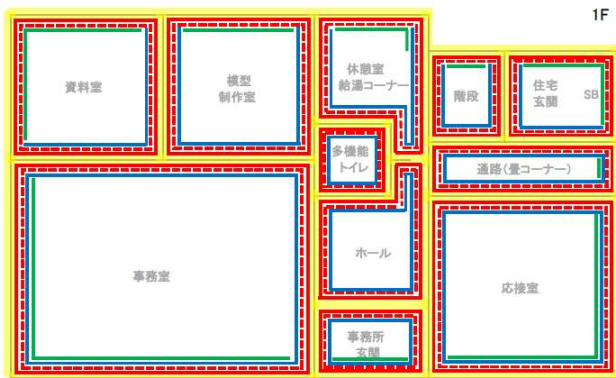 1F
資料室
模型
制作室
休憩室
給湯コーナー
階段
住宅
玄関
SB
多機能
トイレ
通路(畳コーナー)
事務室
ホール
応接室
事務所
玄関